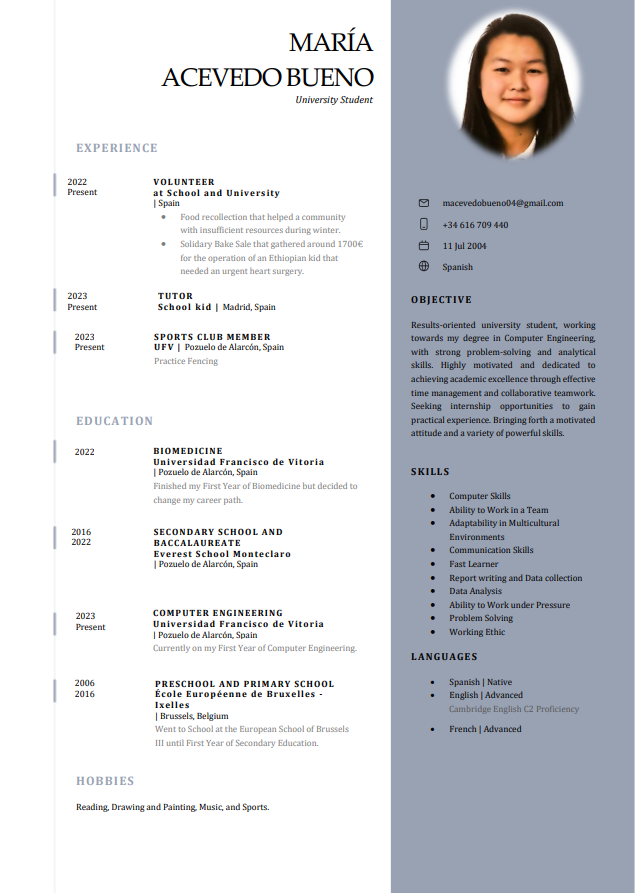 MARÍA
ACEVEDO BUENO
University Student
EXPERIENCE
2022
Present
VOLUNTEER
at School and University
| Spain
• Food recollection that helped a community
with insufficient resources during winter.
• Solidary Bake Sale that gathered around 1700€
for the operation of an Ethiopian kid that
needed an urgent heart surgery.
2023
Present
TUTOR
School kid | Madrid, Spain
2023
Present
SPORTS CLUB MEMBER
UFV | Pozuelo de Alarcón, Spain
Practice Fencing
EDUCATION
2022
BIOMEDICINE
Universidad Francisco de Vitoria
| Pozuelo de Alarcón, Spain
Finished my First Year of Biomedicine but decided to
change my career path.
2016
2022
SECONDARY SCHOOL AND
BACCALAUREATE
Everest School Monteclaro
| Pozuelo de Alarcón, Spain
2023
Present
COMPUTER ENGINEERING
Universidad Francisco de Vitoria
| Pozuelo de Alarcón, Spain
Currently on my First Year of Computer Engineering.
2006
2016
PRESCHOOL AND PRIMARY SCHOOL
École Européenne de Bruxelles -
Ixelles
| Brussels, Belgium
Went to School at the European School of Brussels
III until First Year of Secondary Education.
HOBBIES
Reading, Drawing and Painting, Music, and Sports.
macevedobueno04@gmail.com
+34 616 709 440
11 Jul 2004
Spanish
OBJECTIVE
Results-oriented university student, working
towards my degree in Computer Engineering,
with strong problem-solving and analytical
skills. Highly motivated and dedicated to
achieving academic excellence through effective
time management and collaborative teamwork.
Seeking internship opportunities to gain
practical experience. Bringing forth a motivated
attitude and a variety of powerful skills.
SKILLS
• Computer Skills
• Ability to Work in a Team
• Adaptability in Multicultural
Environments
• Communication Skills
• Fast Learner
• Report writing and Data collection
• Data Analysis
• Ability to Work under Pressure
• Problem Solving
• Working Ethic
LANGUAGES
• Spanish | Native
• English | Advanced
Cambridge English C2 Proficiency
• French | Advanced